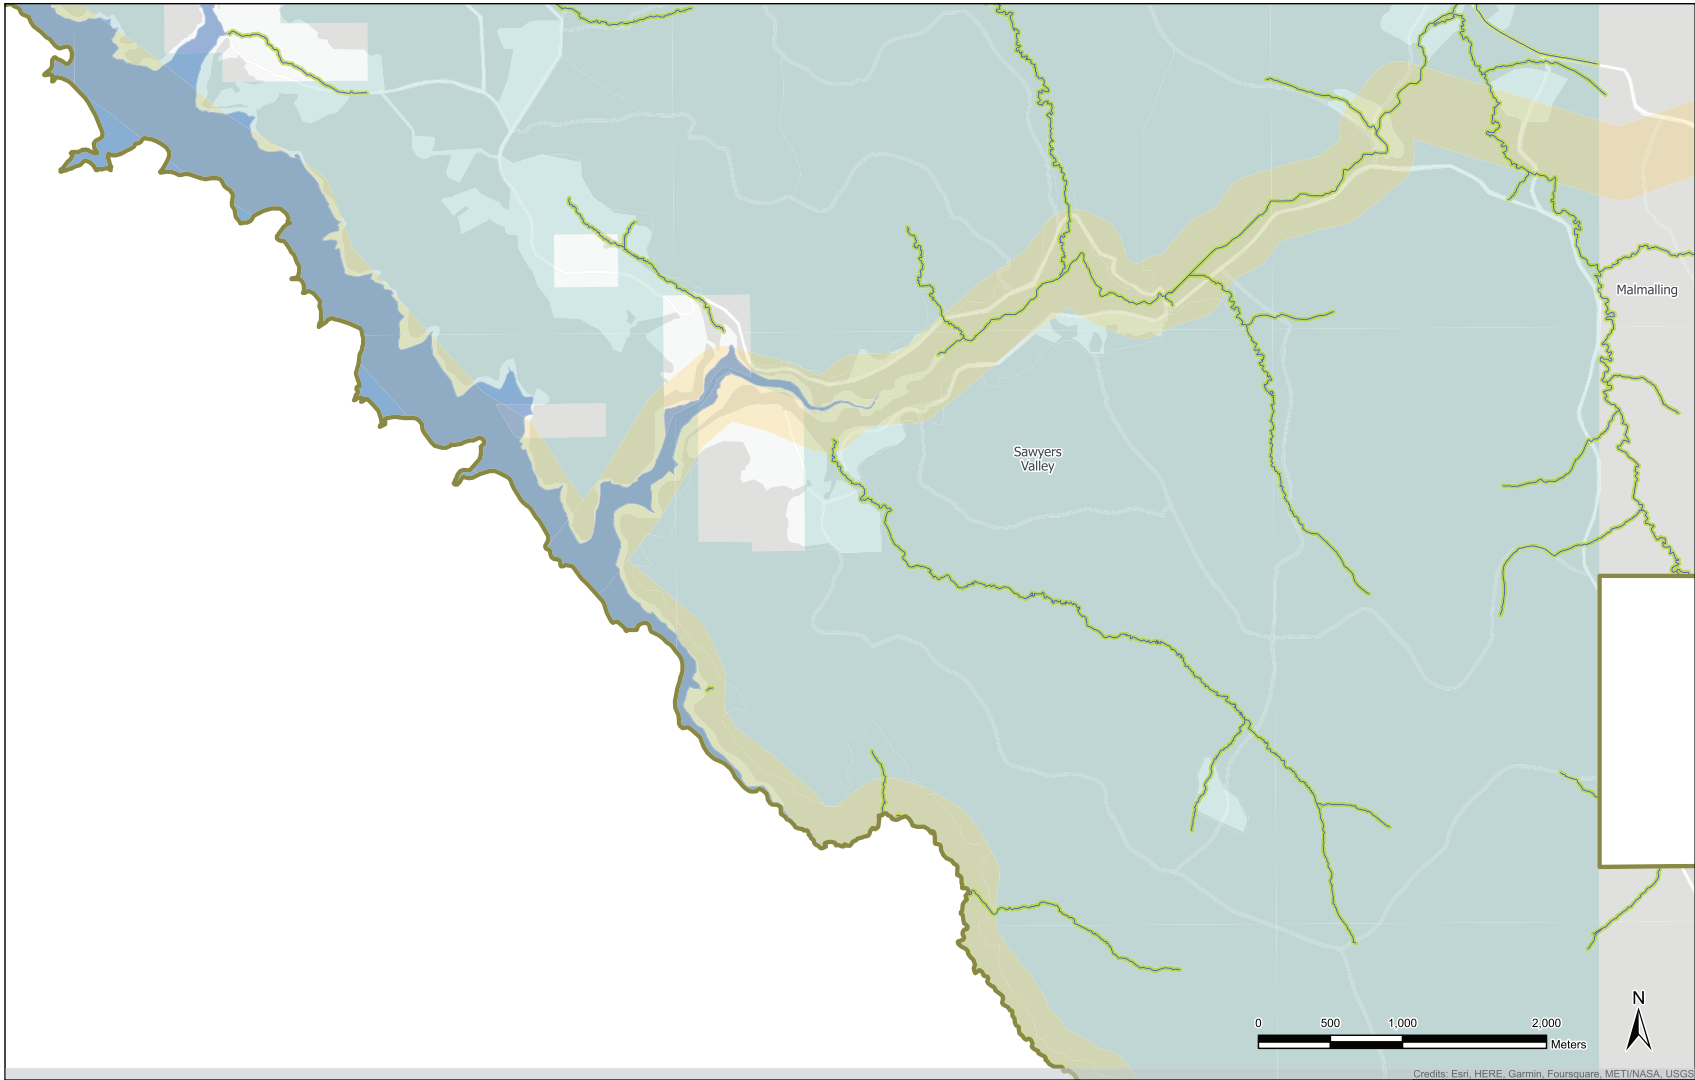 Malmalling
Sawyers
Valley
N
0 500 1,000 2,000
Meters
Credits: Esri, HERE, Garmin, Foursquare, METI/NASA, USGS